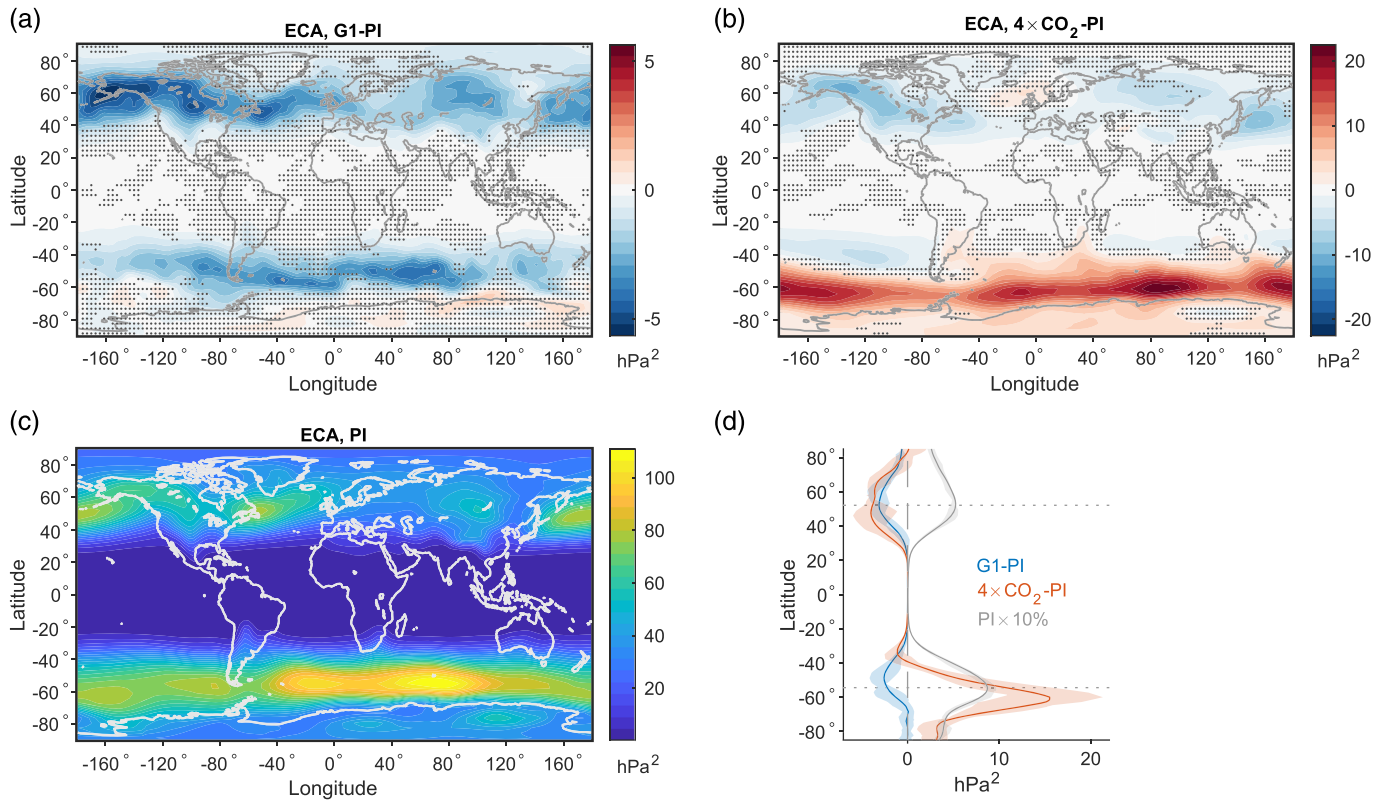 (a)
ECA, G1-PI
Latitude
80°
60°
40°
20°
0°
-20°
-40°
-60°
-80°
-160° -120° -80° -40° 0° 40° 80° 120° 160°
Longitude
5
0
-5
hPa²
(b)
ECA, 4×CO₂-PI
Latitude
80°
60°
40°
20°
0°
-20°
-40°
-60°
-80°
-160° -120° -80° -40° 0° 40° 80° 120° 160°
Longitude
20
10
0
-10
-20
hPa²
(c)
ECA, PI
Latitude
80°
60°
40°
20°
0°
-20°
-40°
-60°
-80°
-160° -120° -80° -40° 0° 40° 80° 120° 160°
Longitude
100
80
60
40
20
hPa²
(d)
Latitude
80°
60°
40°
20°
0°
-20°
-40°
-60°
-80°
G1-PI
4×CO₂-PI
PI×10%
0 10 20
hPa²